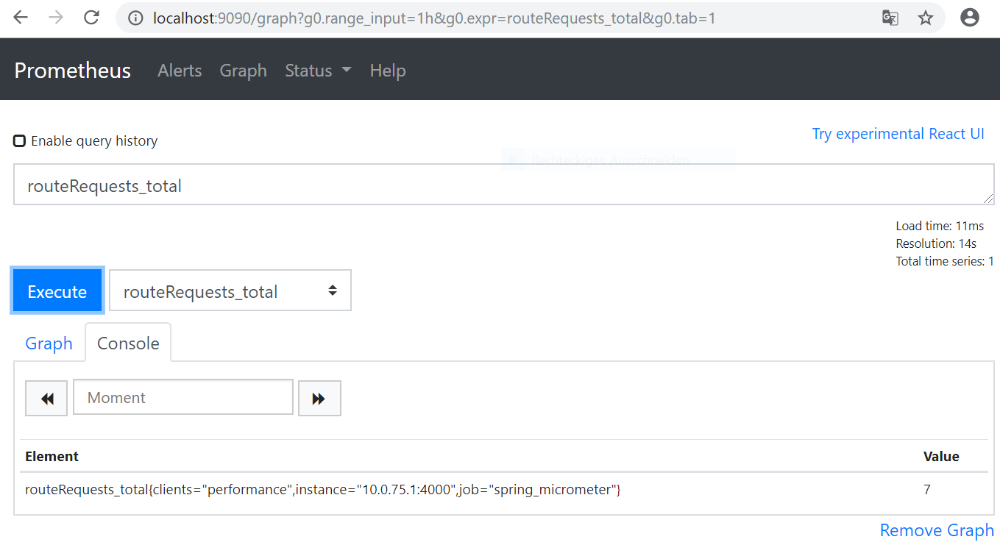 localhost:9090/graph?g0.range_input=1h&g0.expr=routeRequests_total&g0.tab=1
Prometheus Alerts Graph Status Help
Enable query history
Try experimental React UI
Rechteckiges Ausschneiden
routeRequests_total
Load time: 11ms
Resolution: 14s
Total time series: 1
Execute routeRequests_total
Graph Console
Moment
Element Value
routeRequests_total{clients="performance",instance="10.0.75.1:4000",job="spring_micrometer"} 7
Remove Graph